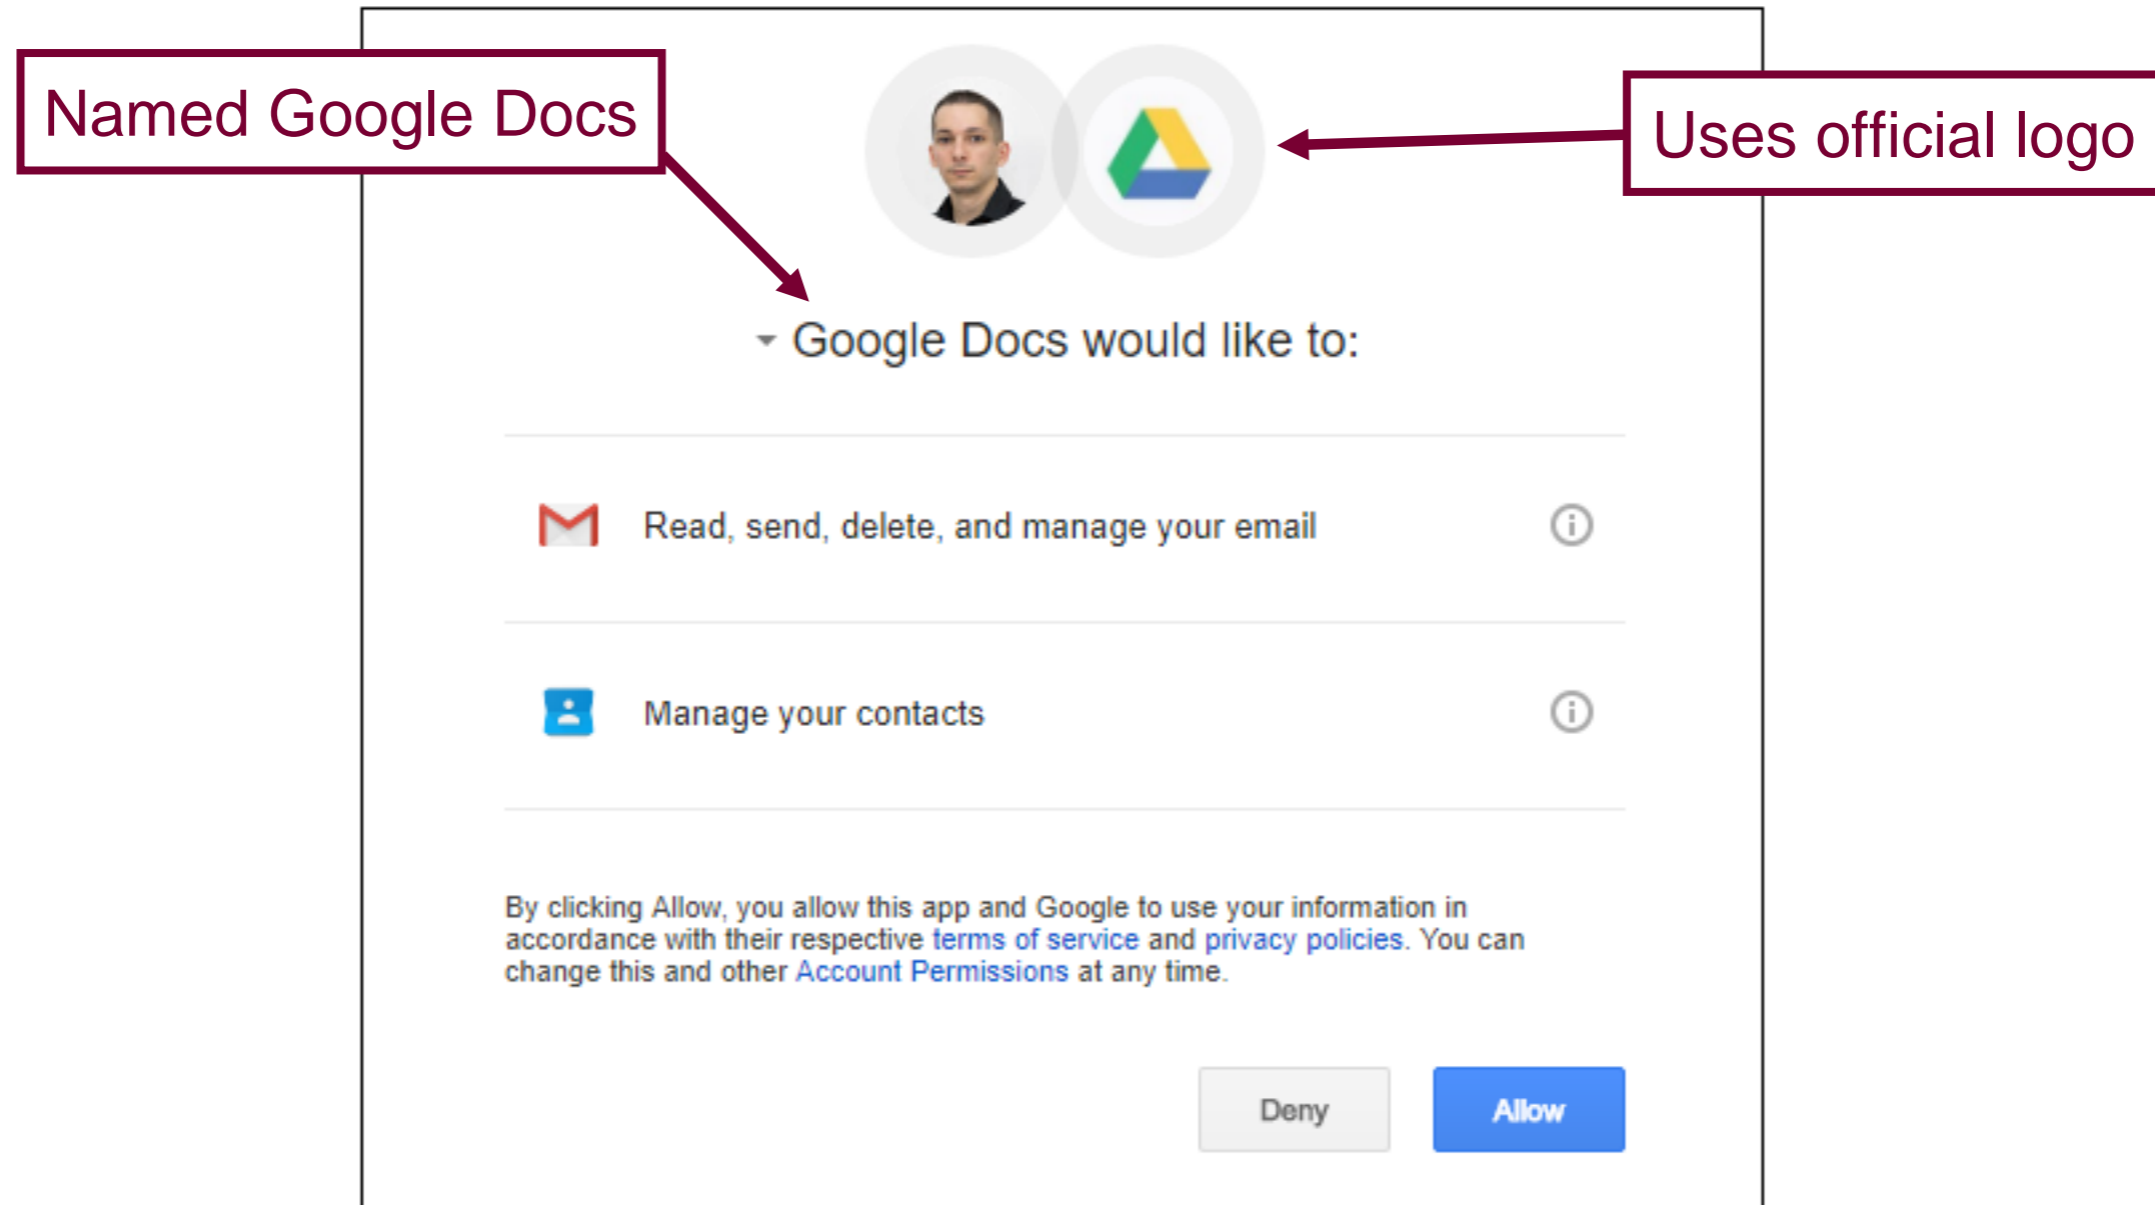 Named Google Docs
Uses official logo
Google Docs would like to:
Read, send, delete, and manage your email
Manage your contacts
By clicking Allow, you allow this app and Google to use your information in
accordance with their respective terms of service and privacy policies. You can
change this and other Account Permissions at any time.
Deny
Allow